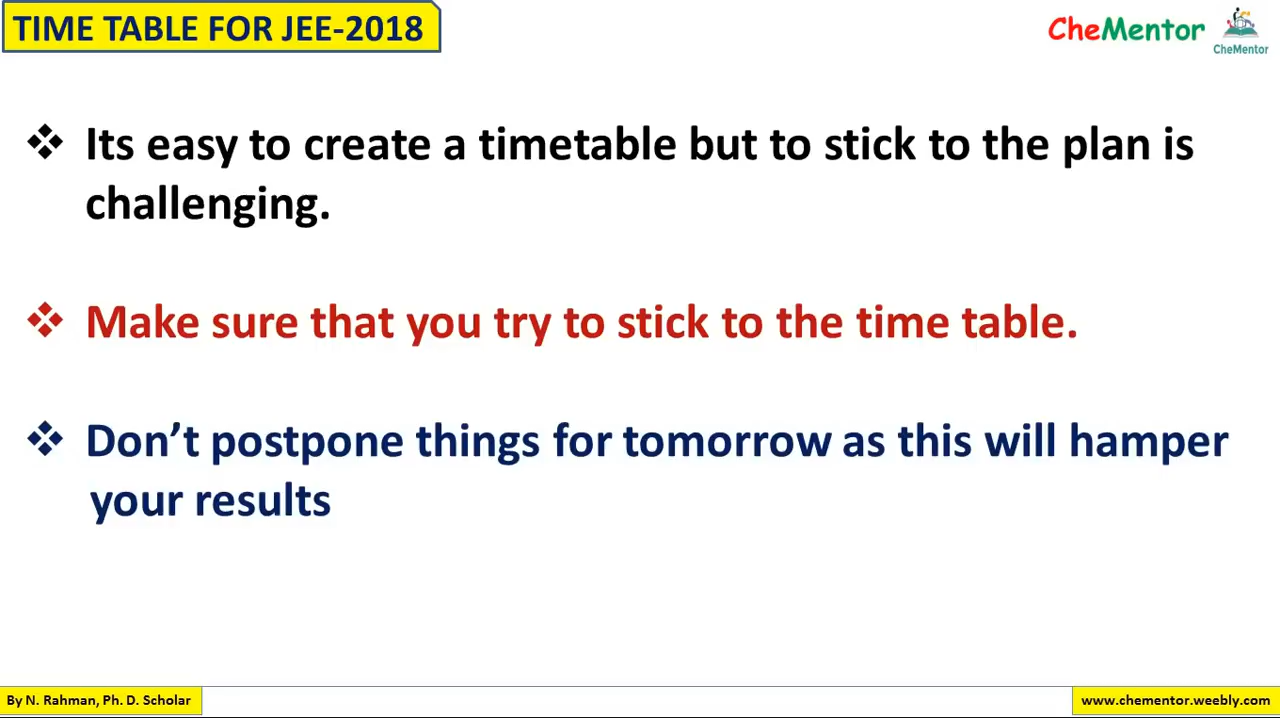 TIME TABLE FOR JEE-2018
CheMentor
CheMentor
❖ Its easy to create a timetable but to stick to the plan is
challenging.
❖ Make sure that you try to stick to the time table.
❖ Don’t postpone things for tomorrow as this will hamper
your results
By N. Rahman, Ph. D. Scholar
www.chementor.weebly.com